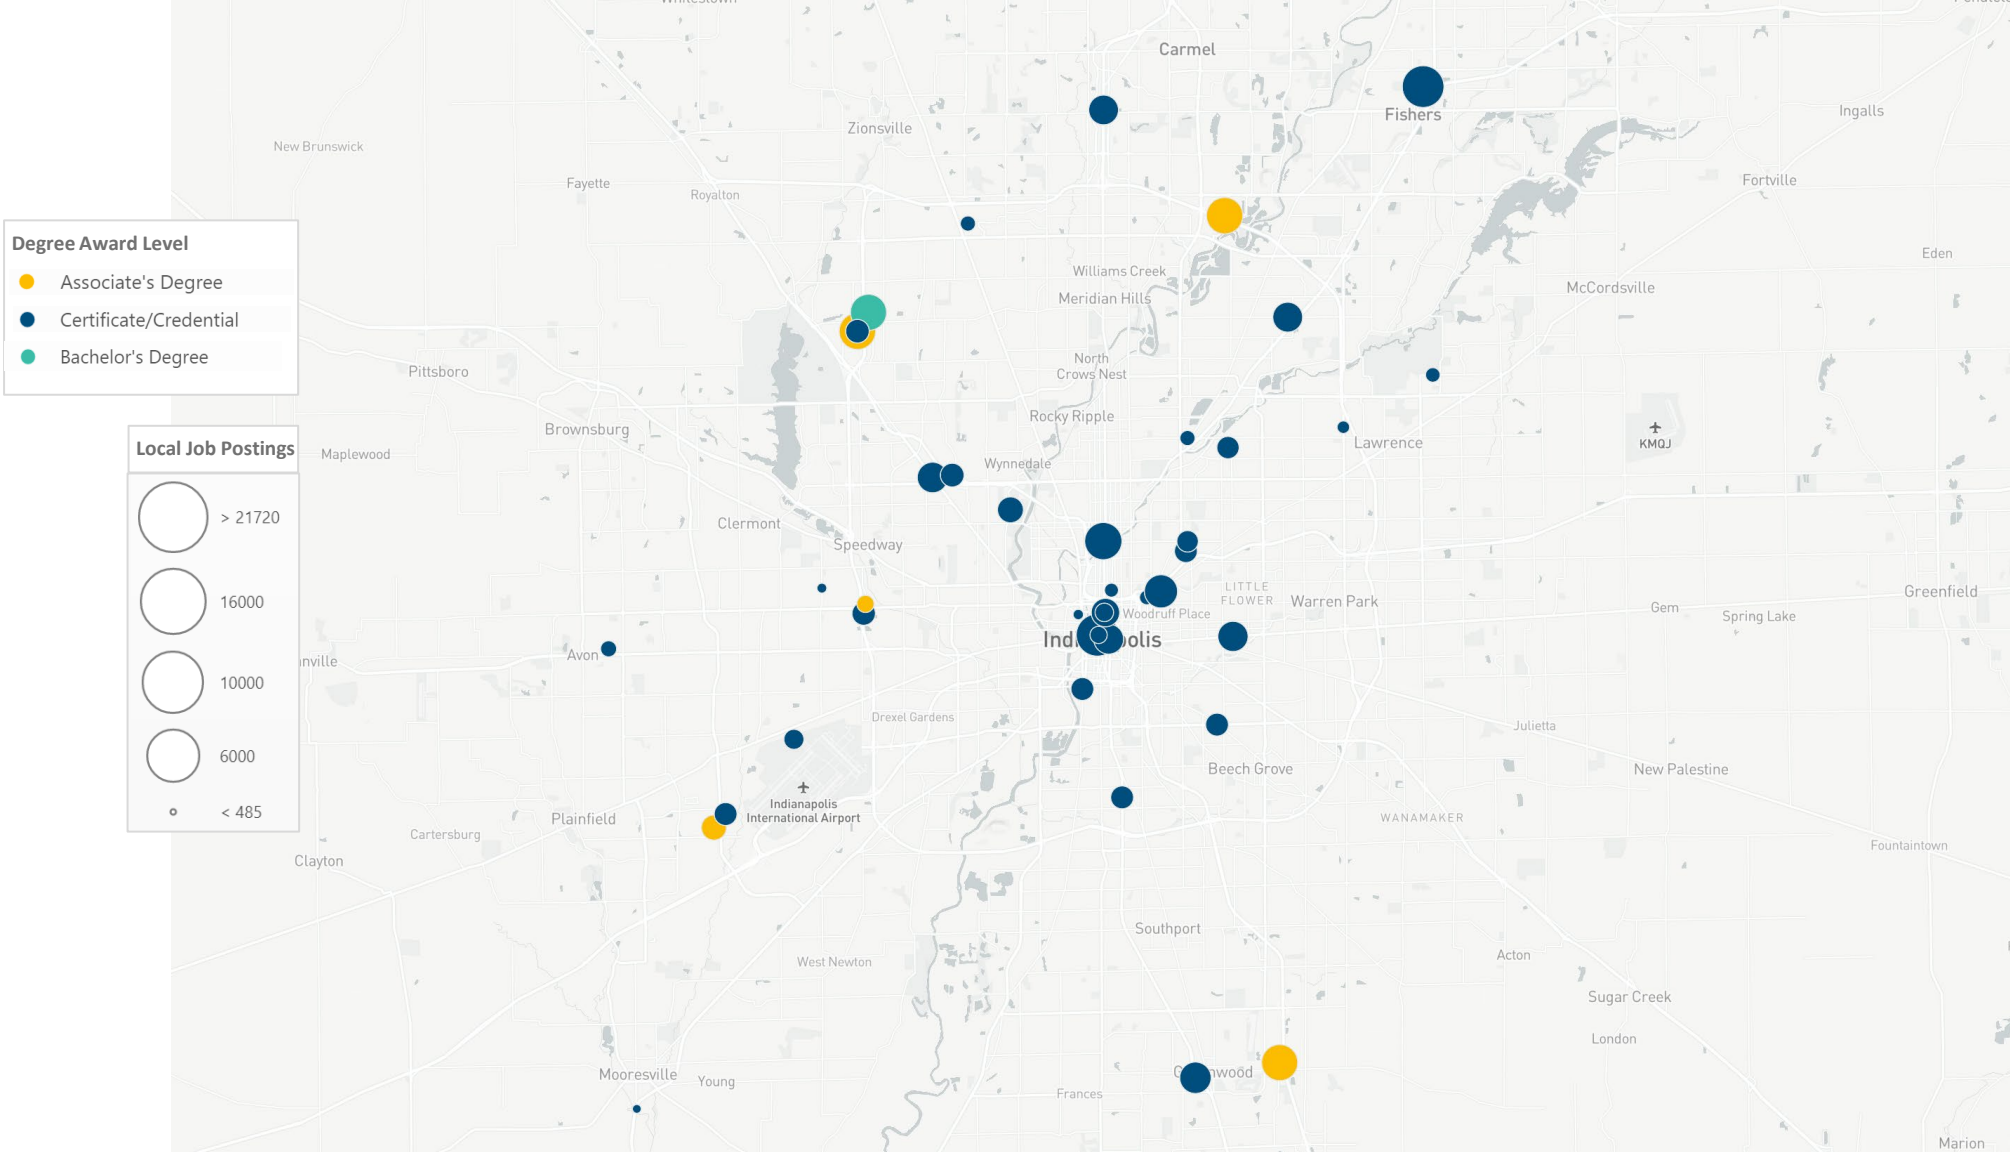 Whitestown
Carmel
Fishers
Ingalls
Zionsville
New Brunswick
Fayette
Royalton
Fortville
Degree Award Level
Associate's Degree
Certificate/Credential
Bachelor's Degree
Eden
Williams Creek
Meridian Hills
McCordsville
North
Crows Nest
Pittsboro
Rocky Ripple
Brownsburg
Lawrence
KMQJ
Local Job Postings
Maplewood
Wynnedale
> 21720
Clermont
Speedway
LITTLE
FLOWER
Warren Park
Greenfield
16000
Gem
Spring Lake
Woodruff Place
Avon
10000
Drexel Gardens
Julietta
6000
Beech Grove
New Palestine
Indianapolis
International Airport
< 485
Plainfield
WANAMAKER
Cartersburg
Fountaintown
Clayton
Southport
West Newton
Acton
Sugar Creek
London
Mooresville
Young
Frances
Marion